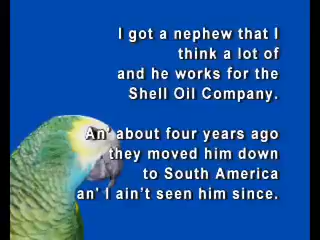 I got a nephew that I
think a lot of
and he works for the
Shell Oil Company.
An' about four years ago
they moved him down
to South America
an' I ain't seen him since.